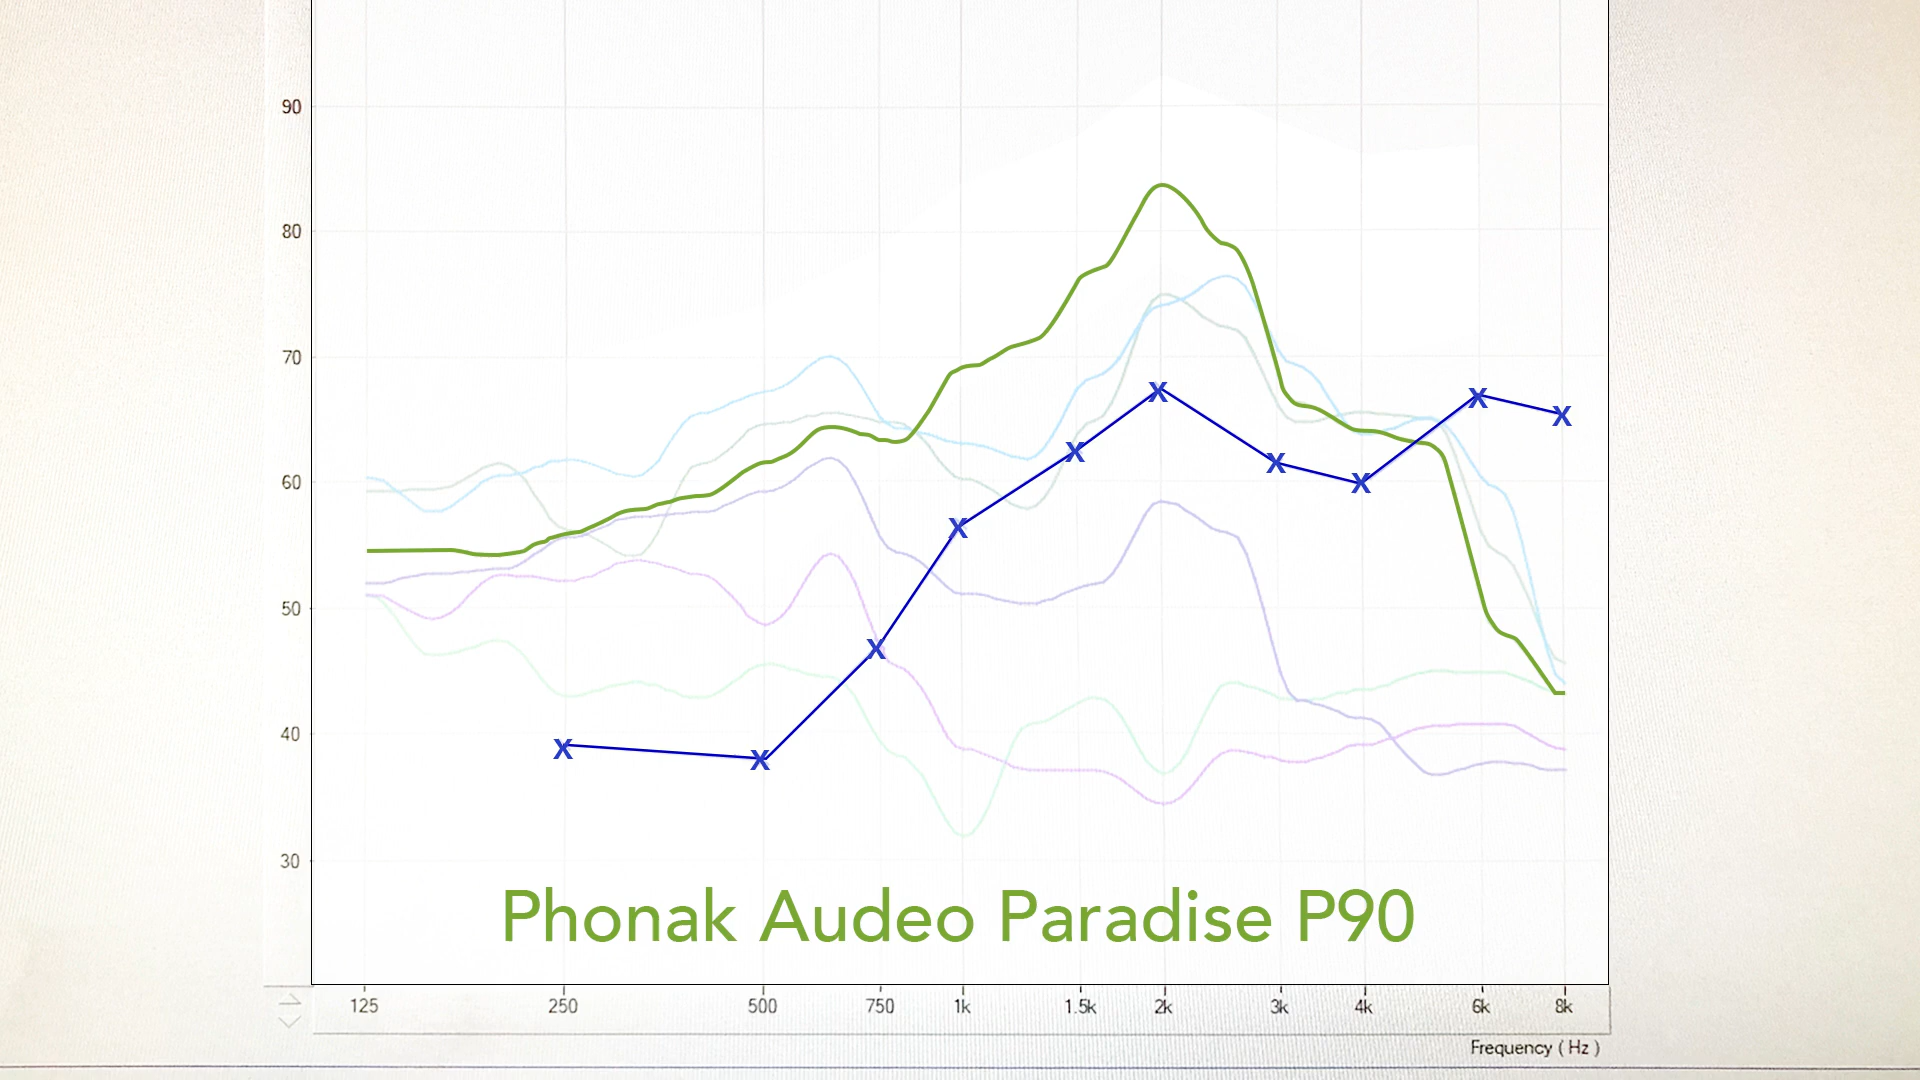 90
80
70
60
50
40
30
X X X X X X X X X X
Phonak Audeo Paradise P90
125 250 500 750 1k 1.5k 2k 3k 4k 6k 8k
Frequency ( Hz )